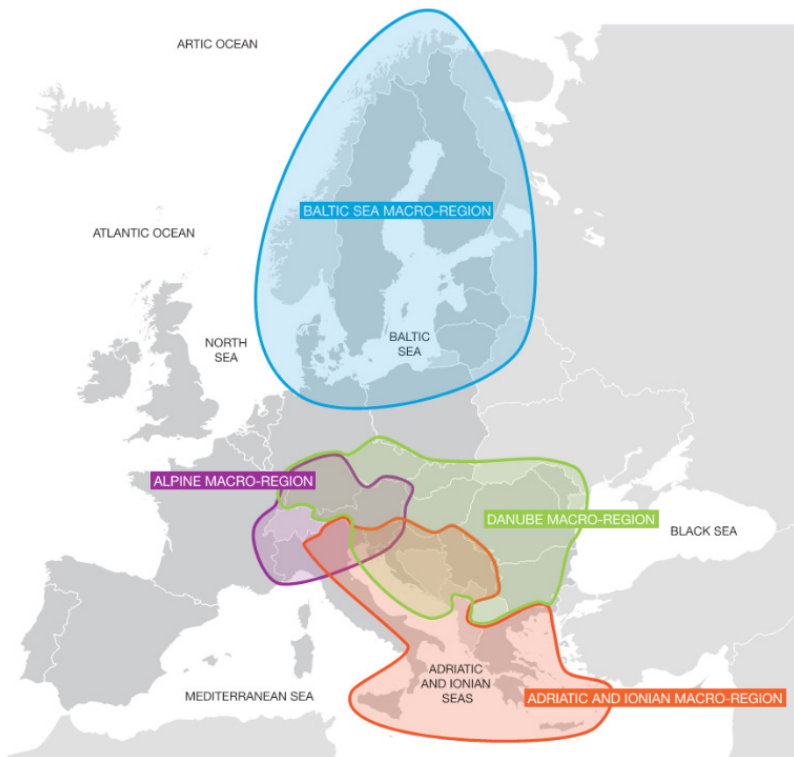 ARTIC OCEAN
BALTIC SEA MACRO-REGION
ATLANTIC OCEAN
NORTH
SEA
BALTIC
SEA
ALPINE MACRO-REGION
DANUBE MACRO-REGION
BLACK SEA
ADRIATIC
AND IONIAN
SEAS
MEDITERRANEAN SEA
ADRIATIC AND IONIAN MACRO-REGION